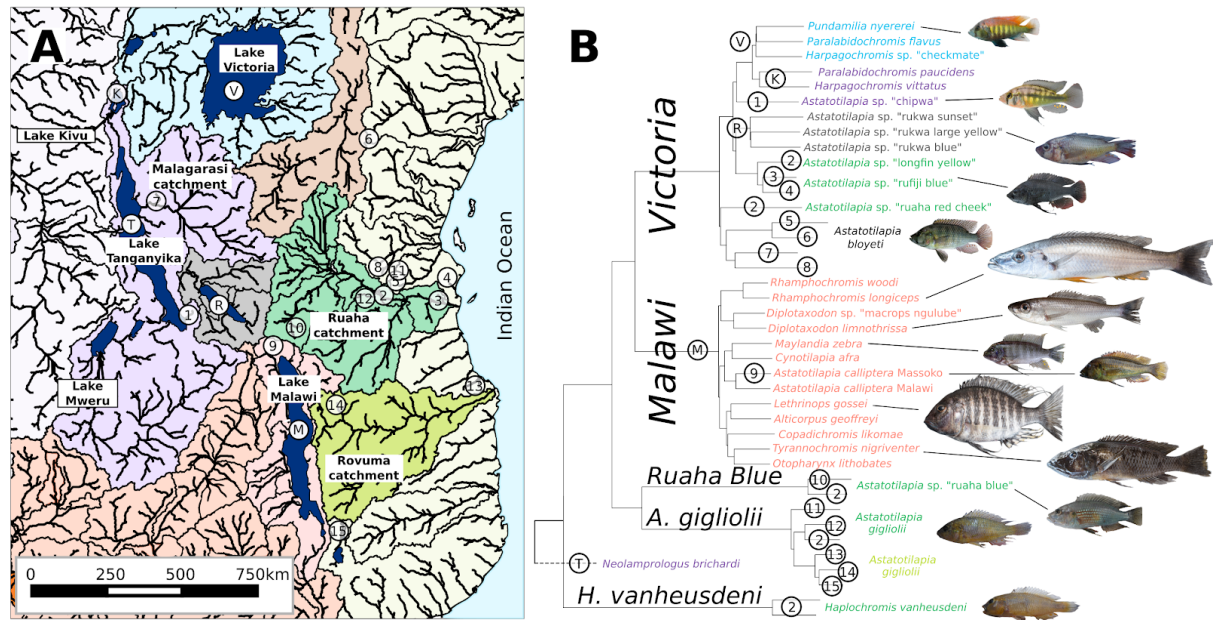 A
Lake
Victoria
V
K
Lake Kivu
6
Malagarasi
catchment
7
T
Lake
Tanganyika
Indian Ocean
8
11
5
4
12
2
3
R
1
10
Ruaha
catchment
9
Lake
Mweru
Lake
Malawi
13
14
M
Rovuma
catchment
15
0 250 500 750km
B
Victoria
Malawi
Ruaha Blue
A. gigliolii
H. vanheusdeni
Pundamilia nyererei
V
Paralabidochromis flavus
Harpagochromis sp. "checkmate"
K
Paralabidochromis paucidens
Harpagochromis vittatus
1
Astatotilapia sp. "chipwa"
Astatotilapia sp. "rukwa sunset"
R
Astatotilapia sp. "rukwa large yellow"
Astatotilapia sp. "rukwa blue"
2
Astatotilapia sp. "longfin yellow"
3
4
Astatotilapia sp. "rufiji blue"
2
Astatotilapia sp. "ruaha red cheek"
5
6
Astatotilapia
bloyeti
7
8
Rhamphochromis woodi
Rhamphochromis longiceps
Diplotaxodon sp. "macrops ngulube"
Diplotaxodon limnothrissa
M
Maylandia zebra
Cynotilapia afra
9
Astatotilapia calliptera Massoko
Astatotilapia calliptera Malawi
Lethrinops gossei
Alticorpus geoffreyi
Copadichromis likomae
Tyrannochromis nigriventer
Otopharynx lithobates
10
2
Astatotilapia sp. "ruaha blue"
11
12
2
Astatotilapia
gigliolii
13
14
15
Astatotilapia
gigliolii
T
Neolamprologus brichardi
2
Haplochromis vanheusdeni